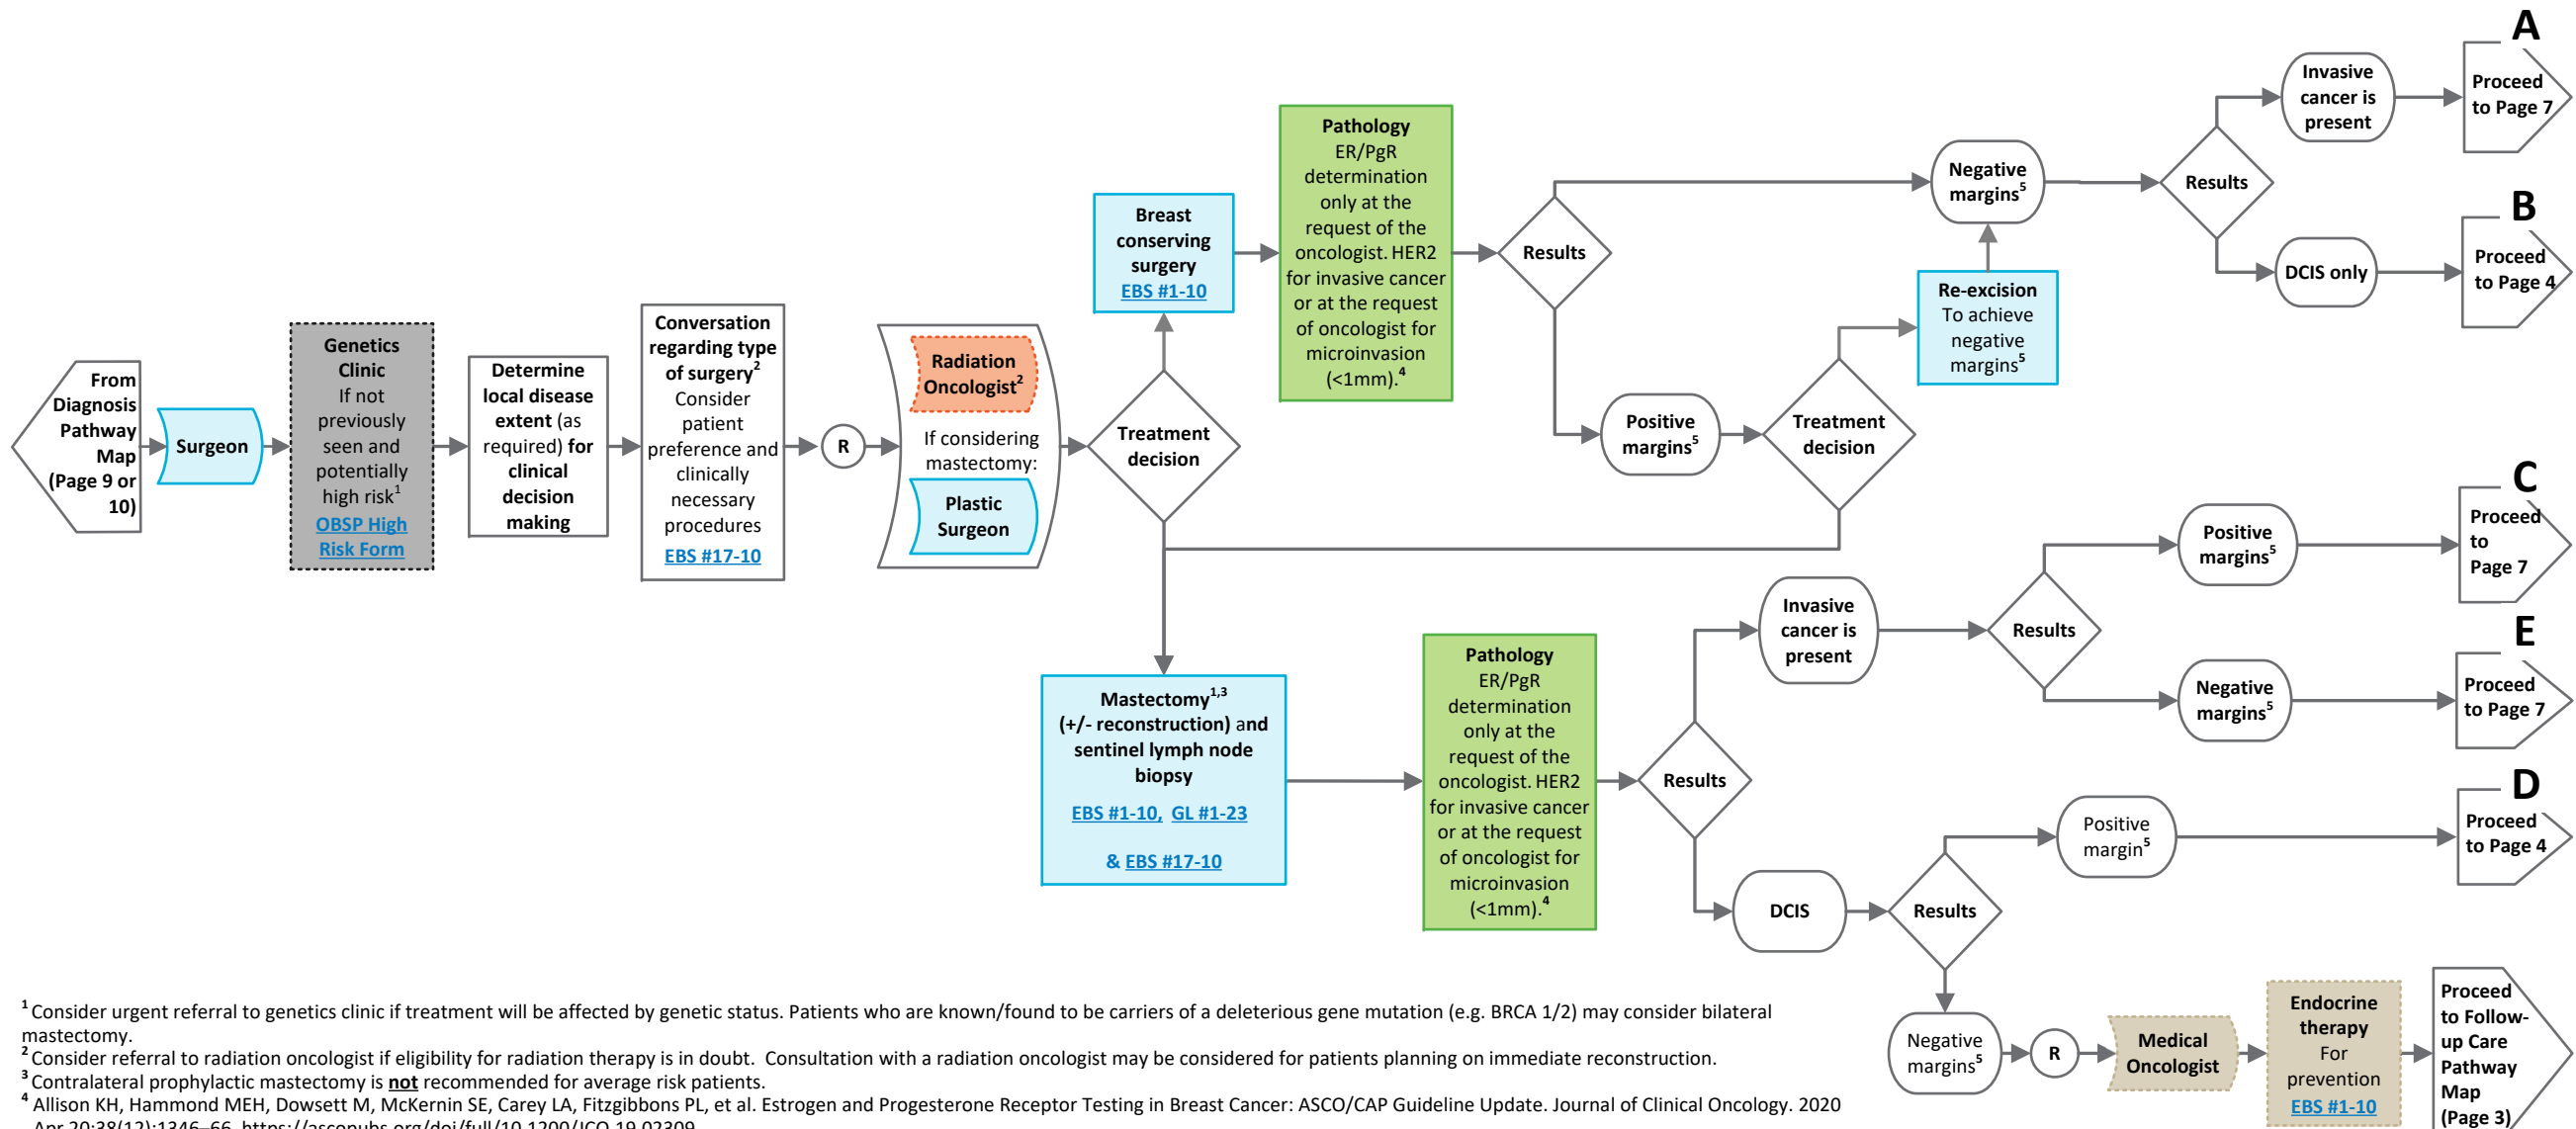 From
Diagnosis
Pathway
Map
(Page 9 or
10)
Surgeon
Genetics
Clinic
If not
previously
seen and
potentially
high risk1
OBSP High
Risk Form
Determine
local disease
extent (as
required) for
clinical
decision
making
Conversation
regarding type
of surgery2
Consider
patient
preference and
clinically
necessary
procedures
EBS #17-10
R
Radiation
Oncologist2
If considering
mastectomy:
Plastic
Surgeon
Treatment
decision
Breast
conserving
surgery
EBS #1-10
Pathology
ER/PgR
determination
only at the
request of the
oncologist. HER2
for invasive cancer
or at the request
of oncologist for
microinvasion
(<1mm).4
Results
Negative
margins5
Results
Invasive
cancer is
present
A
Proceed
to Page 7
DCIS only
B
Proceed
to Page 4
Positive
margins5
Treatment
decision
Re-excision
To achieve
negative
margins5
Mastectomy1,3
(+/- reconstruction) and
sentinel lymph node
biopsy
EBS #1-10, GL #1-23
& EBS #17-10
Pathology
ER/PgR
determination
only at the
request of the
oncologist. HER2
for invasive cancer
or at the request
of oncologist for
microinvasion
(<1mm).4
Results
Invasive
cancer is
present
Results
Positive
margins5
C
Proceed
to
Page 7
Negative
margins5
E
Proceed
to Page 7
DCIS
Results
Positive
margin5
D
Proceed
to Page 4
Negative
margins5
R
Medical
Oncologist
Endocrine
therapy
For
prevention
EBS #1-10
Proceed
to Follow-
up Care
Pathway
Map
(Page 3)
1 Consider urgent referral to genetics clinic if treatment will be affected by genetic status. Patients who are known/found to be carriers of a deleterious gene mutation (e.g. BRCA 1/2) may consider bilateral
mastectomy.
2 Consider referral to radiation oncologist if eligibility for radiation therapy is in doubt. Consultation with a radiation oncologist may be considered for patients planning on immediate reconstruction.
3 Contralateral prophylactic mastectomy is not recommended for average risk patients.
4 Allison KH, Hammond MEH, Dowsett M, McKernin SE, Carey LA, Fitzgibbons PL, et al. Estrogen and Progesterone Receptor Testing in Breast Cancer: ASCO/CAP Guideline Update. Journal of Clinical Oncology. 2020
Apr 20;38(12):1346–66. https://ascopubs.org/doi/full/10.1200/JCO.19.02309